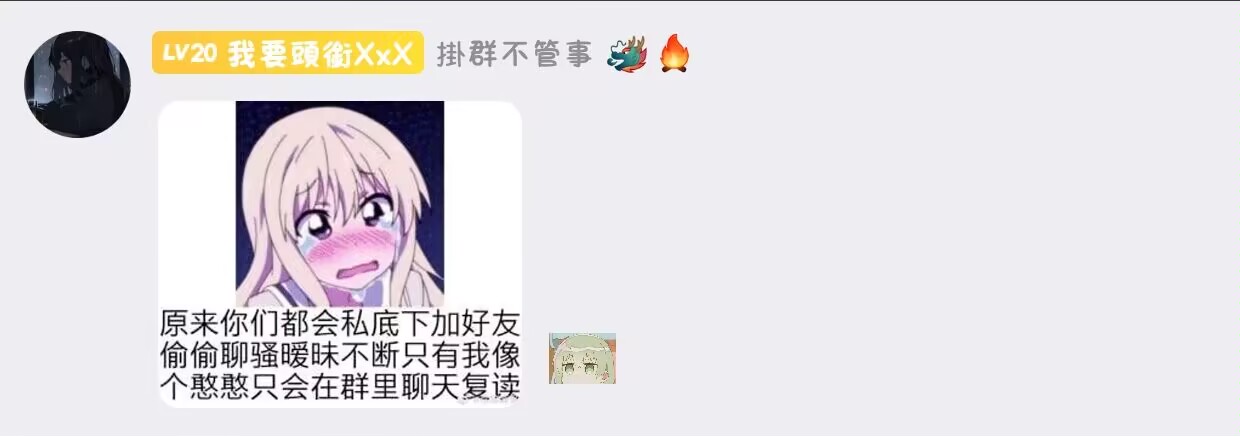 LV20 我要頭銜XxX 掛群不管事
原来你们都会私底下加好友
偷偷聊骚暧昧不断只有我像
个憨憨只会在群里聊天复读